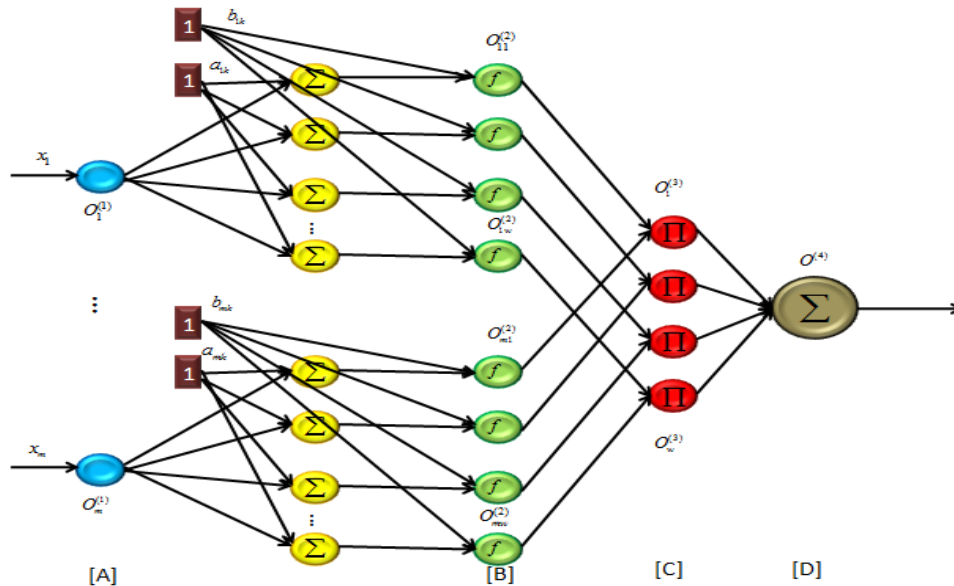 1
b₁ₖ
O₁₁⁽²⁾
1
a₁ₖ
Σ
f
Σ
f
x₁
O₁⁽¹⁾
Σ
f
O₁⁽³⁾
...
O₁w⁽²⁾
Σ
f
Π
O⁽⁴⁾
Π
...
bₘₖ
Σ
1
Oₘ₁⁽²⁾
Π
aₘₖ
1
Σ
f
Π
Σ
f
O_w⁽³⁾
xₘ
Oₘ⁽¹⁾
Σ
f
...
Oₘw⁽²⁾
Σ
f
[A] [B] [C] [D]